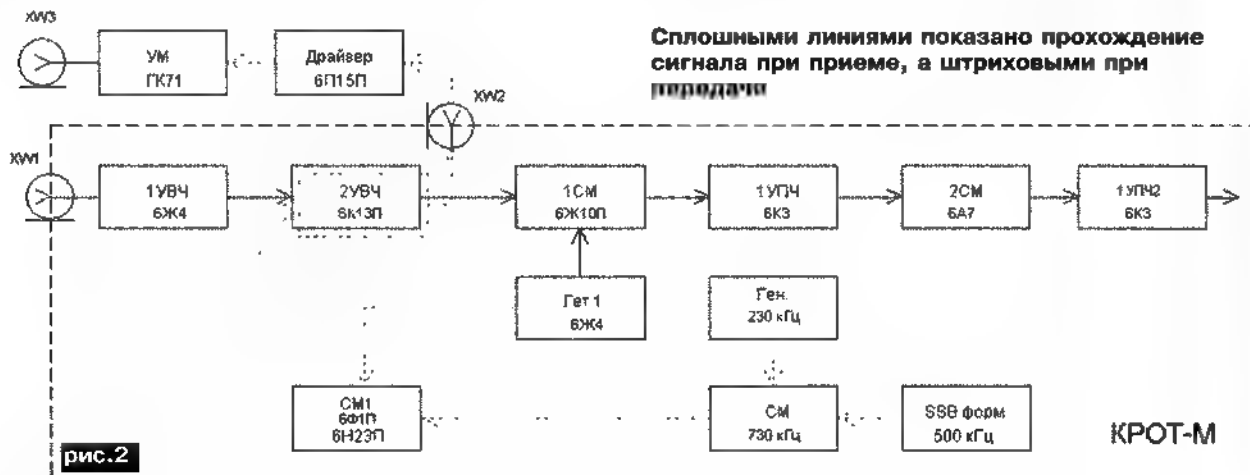 XW3
УМ
ГК71
Драйвер
6П15П
Сплошными линиями показано прохождение
сигнала при приеме, а штриховыми при
передачи
XW2
XW1
1УВЧ
6Ж4
2УВЧ
6к13П
1СМ
6Ж10П
1УПЧ
6К3
2СМ
6А7
1УПЧ2
6К3
Гет 1
6Ж4
Ген.
230 кГц
СМ1
6Ф1П
6Н23П
СМ
730 кГц
SSB форм
500 кГц
КРОТ-М
рис.2